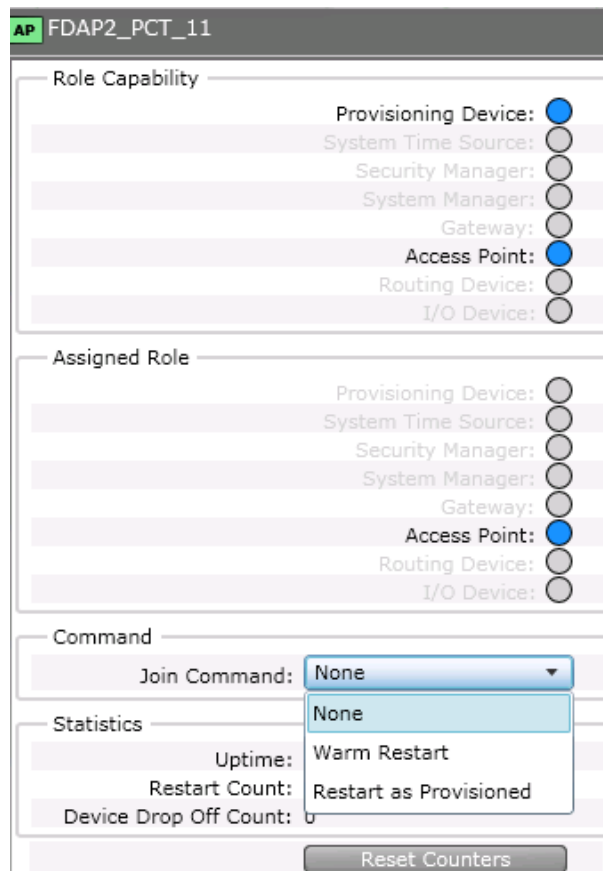 AP FDAP2_PCT_11
Role Capability
Provisioning Device:
System Time Source:
Security Manager:
System Manager:
Gateway:
Access Point:
Routing Device:
I/O Device:
Assigned Role
Provisioning Device:
System Time Source:
Security Manager:
System Manager:
Gateway:
Access Point:
Routing Device:
I/O Device:
Command
Join Command: None
None
Statistics
Uptime: Warm Restart
Restart Count: Restart as Provisioned
Device Drop Off Count: 0
Reset Counters